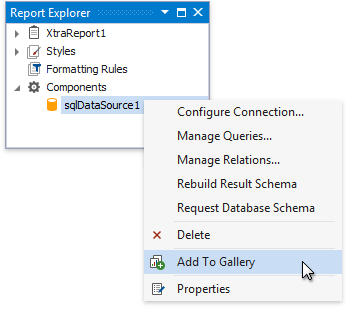 Report Explorer
XtraReport1
Styles
Formatting Rules
Components
sqlDataSource1
Configure Connection...
Manage Queries...
Manage Relations...
Rebuild Result Schema
Request Database Schema
Delete
Add To Gallery
Properties